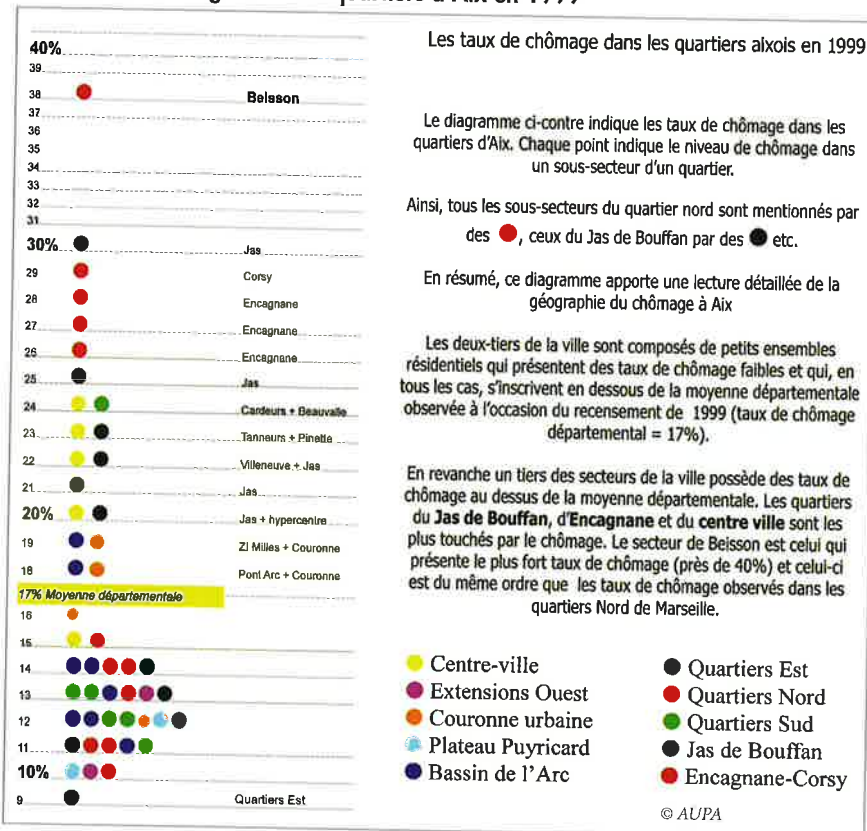 Les taux de chômage dans les quartiers aixois en 1999
40%
39
38 Beisson
37
36
35
34
33
32
31
30% Jas
29 Corsy
28 Encagnane
27 Encagnane
26 Encagnane
25 Jas
24 Cardeurs + Beauvalle
23 Tanneurs + Pinette
22 Villeneuve + Jas
21 Jas
20% Jas + hypercentre
19 ZI Milles + Couronne
18 Pont Arc + Couronne
17% Moyenne départementale
16
15
14
13
12
11
10%
9 Quartiers Est
Le diagramme ci-contre indique les taux de chômage dans les
quartiers d'Aix. Chaque point indique le niveau de chômage dans
un sous-secteur d'un quartier.
Ainsi, tous les sous-secteurs du quartier nord sont mentionnés par
des , ceux du Jas de Bouffan par des etc.
En résumé, ce diagramme apporte une lecture détaillée de la
géographie du chômage à Aix
Les deux-tiers de la ville sont composés de petits ensembles
résidentiels qui présentent des taux de chômage faibles et qui, en
tous les cas, s'inscrivent en dessous de la moyenne départementale
observée à l'occasion du recensement de 1999 (taux de chômage
départemental = 17%).
En revanche un tiers des secteurs de la ville possède des taux de
chômage au dessus de la moyenne départementale. Les quartiers
du Jas de Bouffan, d'Encagnane et du centre ville sont les
plus touchés par le chômage. Le secteur de Beisson est celui qui
présente le plus fort taux de chômage (près de 40%) et celui-ci
est du même ordre que les taux de chômage observés dans les
quartiers Nord de Marseille.
Centre-ville
Extensions Ouest
Couronne urbaine
Plateau Puyricard
Bassin de l'Arc
Quartiers Est
Quartiers Nord
Quartiers Sud
Jas de Bouffan
Encagnane-Corsy
© AUPA